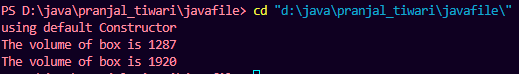 PS D:\java\pranjal_tiwari\javafile> cd "d:\java\pranjal_tiwari\javafile\"
using default Constructor
The volume of box is 1287
The volume of box is 1920